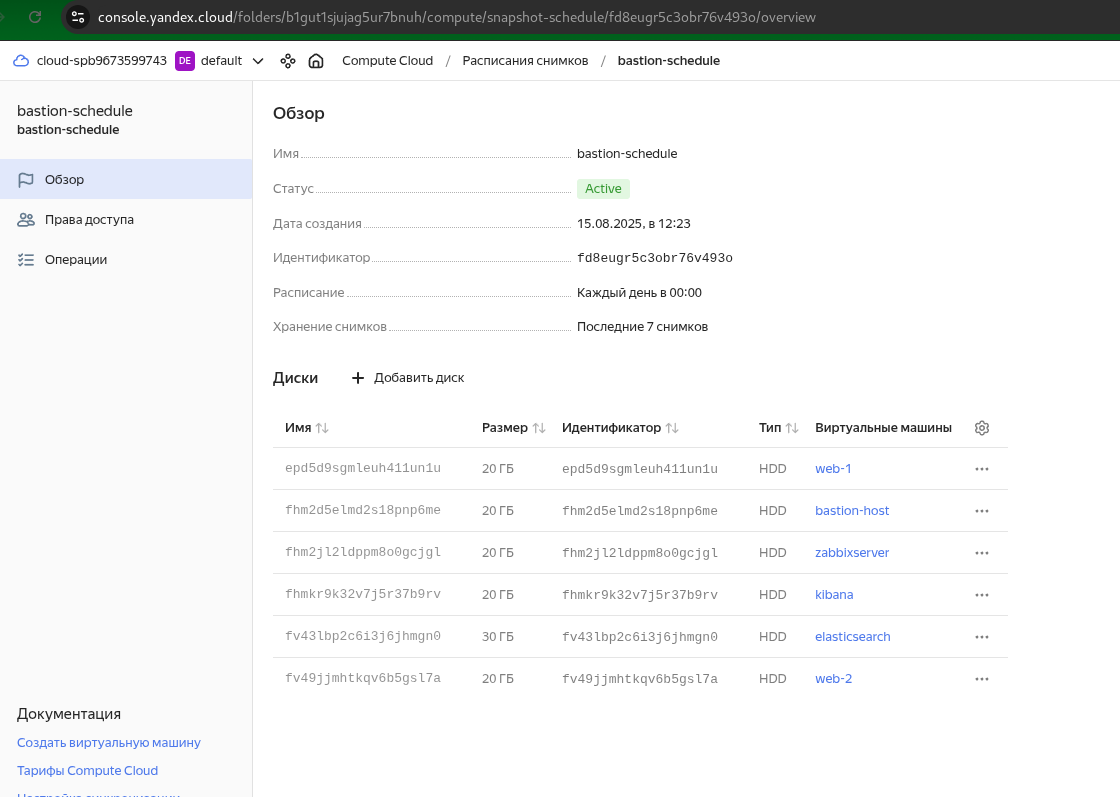 console.yandex.cloud/folders/b1gut1sjujag5ur7bnuh/compute/snapshot-schedule/fd8eugr5c3obr76v493o/overview
cloud-spb9673599743 DE default Compute Cloud / Расписания снимков / bastion-schedule
bastion-schedule
bastion-schedule
Обзор
Права доступа
Операции
Обзор
Имя bastion-schedule
Статус Active
Дата создания 15.08.2025, в 12:23
Идентификатор fd8eugr5c3obr76v493o
Расписание Каждый день в 00:00
Хранение снимков Последние 7 снимков
Диски + Добавить диск
Имя Размер Идентификатор Тип Виртуальные машины
epd5d9sgmleuh411un1u 20 ГБ epd5d9sgmleuh411un1u HDD web-1
fhm2d5elmd2s18pnp6me 20 ГБ fhm2d5elmd2s18pnp6me HDD bastion-host
fhm2jl2ldppm8o0gcjgl 20 ГБ fhm2jl2ldppm8o0gcjgl HDD zabbixserver
fhmkr9k32v7j5r37b9rv 20 ГБ fhmkr9k32v7j5r37b9rv HDD kibana
fv43lbp2c6i3j6jhmgn0 30 ГБ fv43lbp2c6i3j6jhmgn0 HDD elasticsearch
fv49jjmhtkqv6b5gsl7a 20 ГБ fv49jjmhtkqv6b5gsl7a HDD web-2
Документация
Создать виртуальную машину
Тарифы Compute Cloud